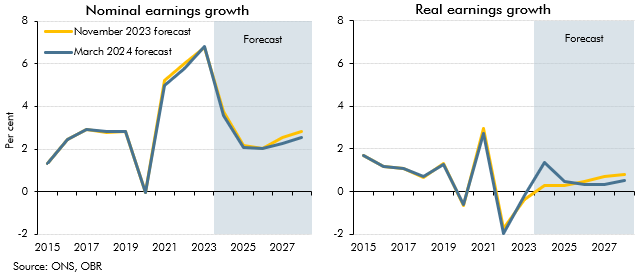 Nominal earnings growth
8
November 2023 forecast
Forecast
March 2024 forecast
6
4
2
0
-2
Per cent
2015 2017 2019 2021 2023 2025 2027
Real earnings growth
8
Forecast
6
4
2
0
-2
2015 2017 2019 2021 2023 2025 2027
Source: ONS, OBR